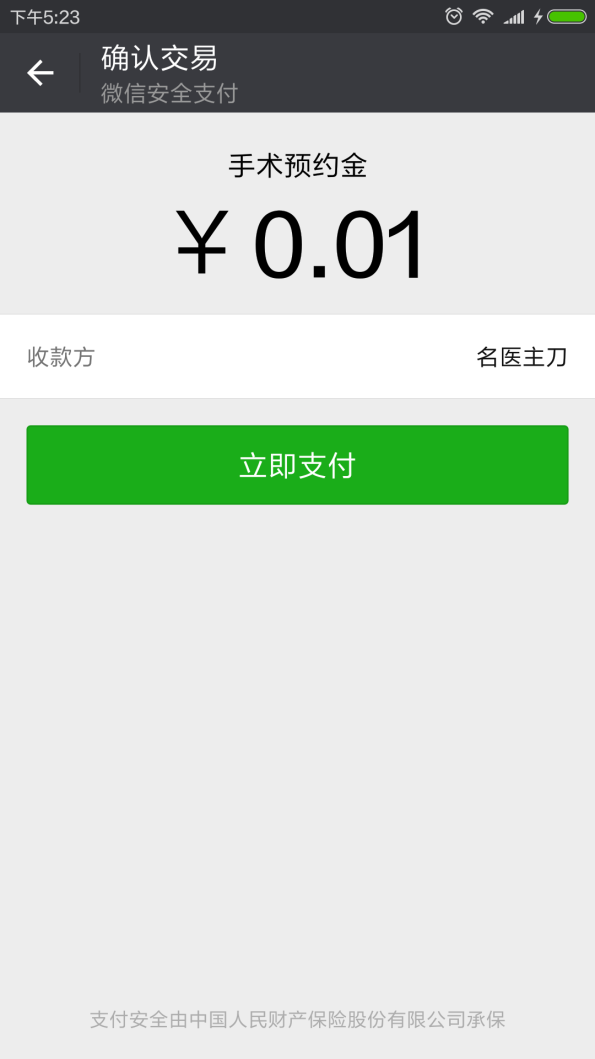 下午5:23
确认交易
微信安全支付
手术预约金
￥0.01
收款方 名医主刀
立即支付
支付安全由中国人民财产保险股份有限公司承保